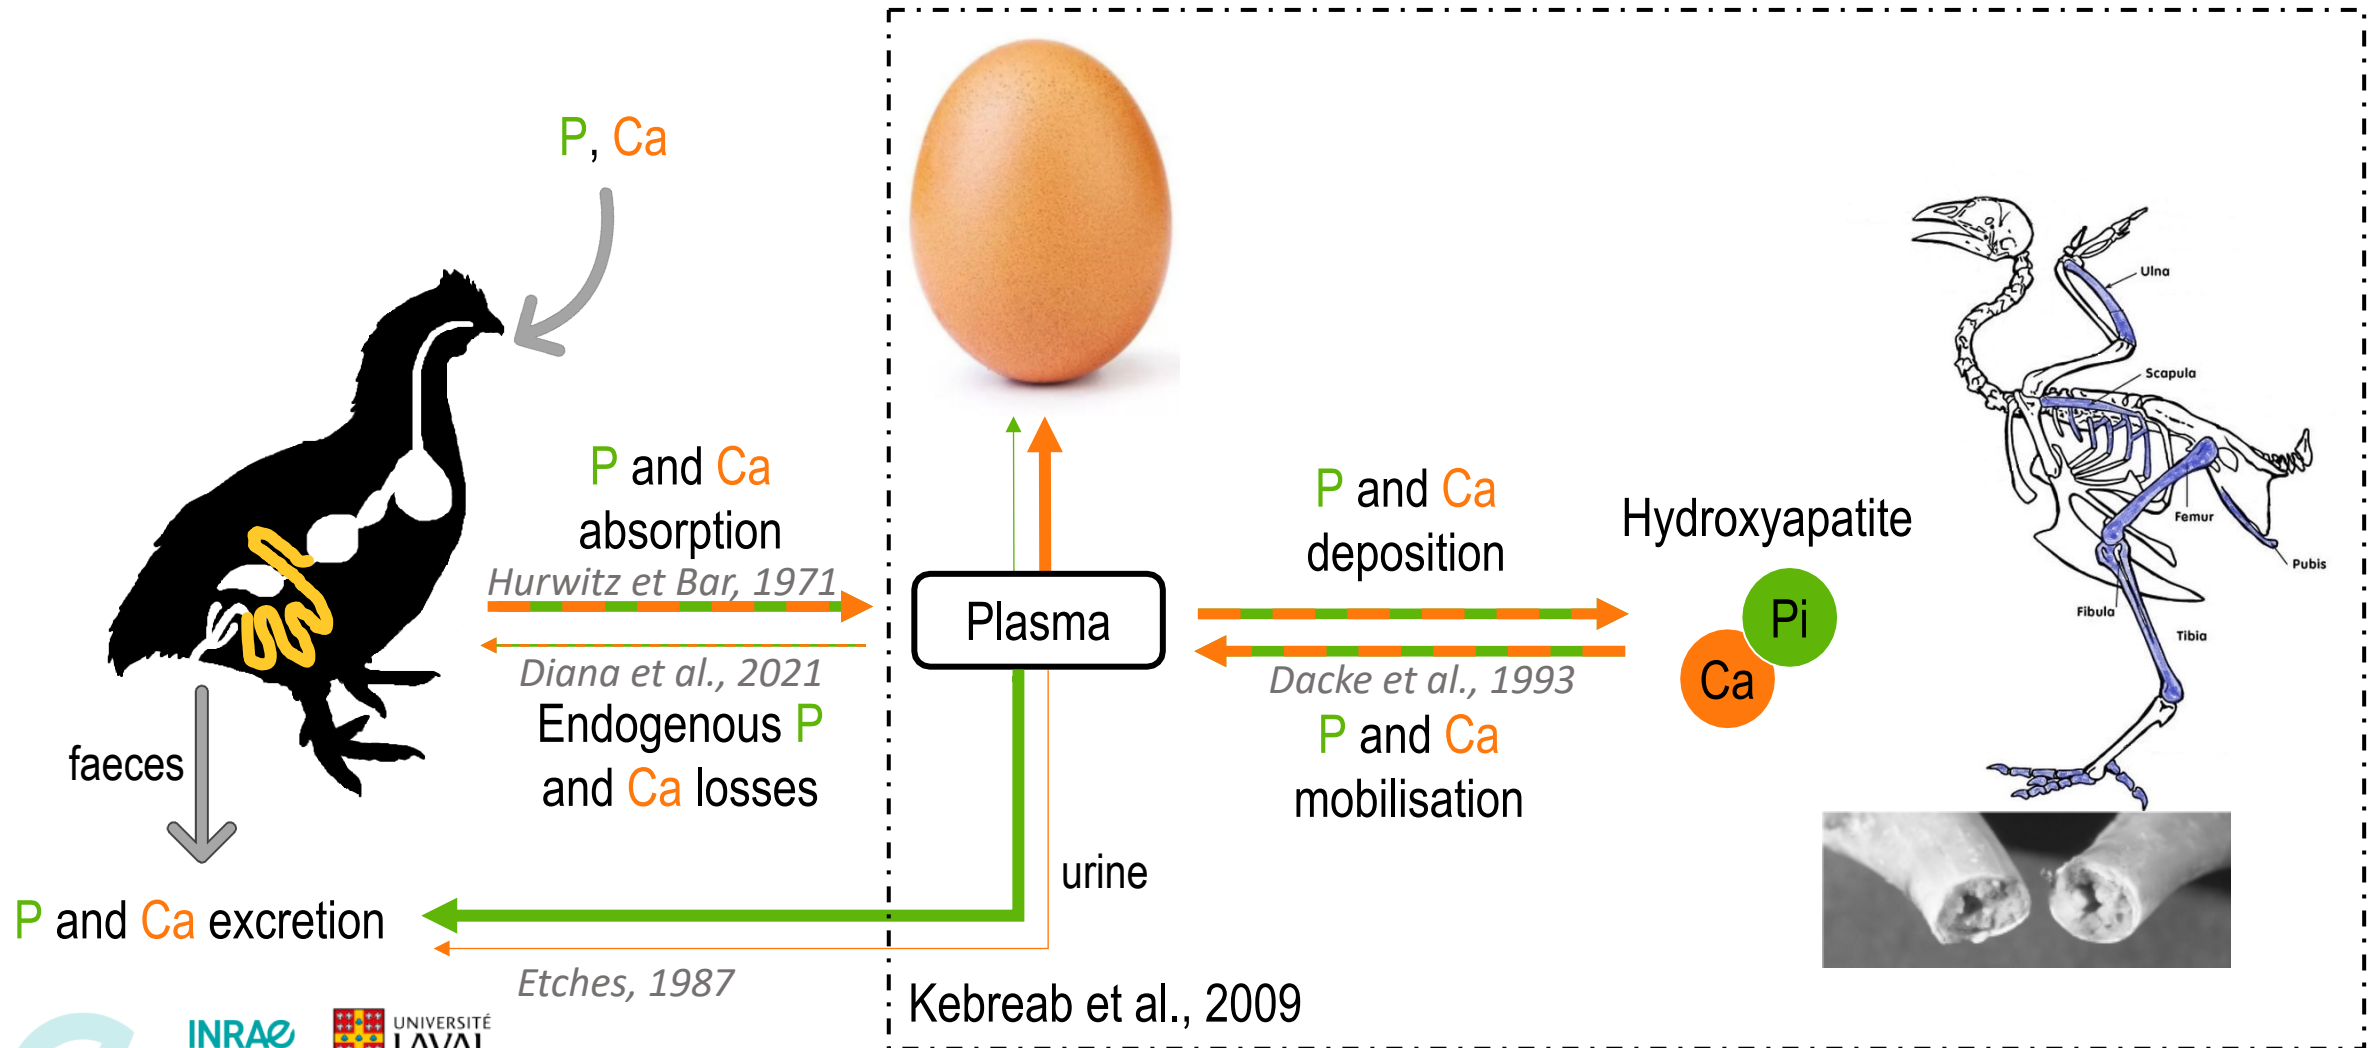 P, Ca
P and Ca
absorption
Hurwitz et Bar, 1971
Diana et al., 2021
Endogenous P
and Ca losses
faeces
P and Ca excretion
Etches, 1987
urine
Plasma
P and Ca
deposition
Dacke et al., 1993
P and Ca
mobilisation
Hydroxyapatite
Pi
Ca
Ulna
Scapula
Femur
Pubis
Fibula
Tibia
Kebreab et al., 2009
INRAE
UNIVERSITÉ
LAVAL